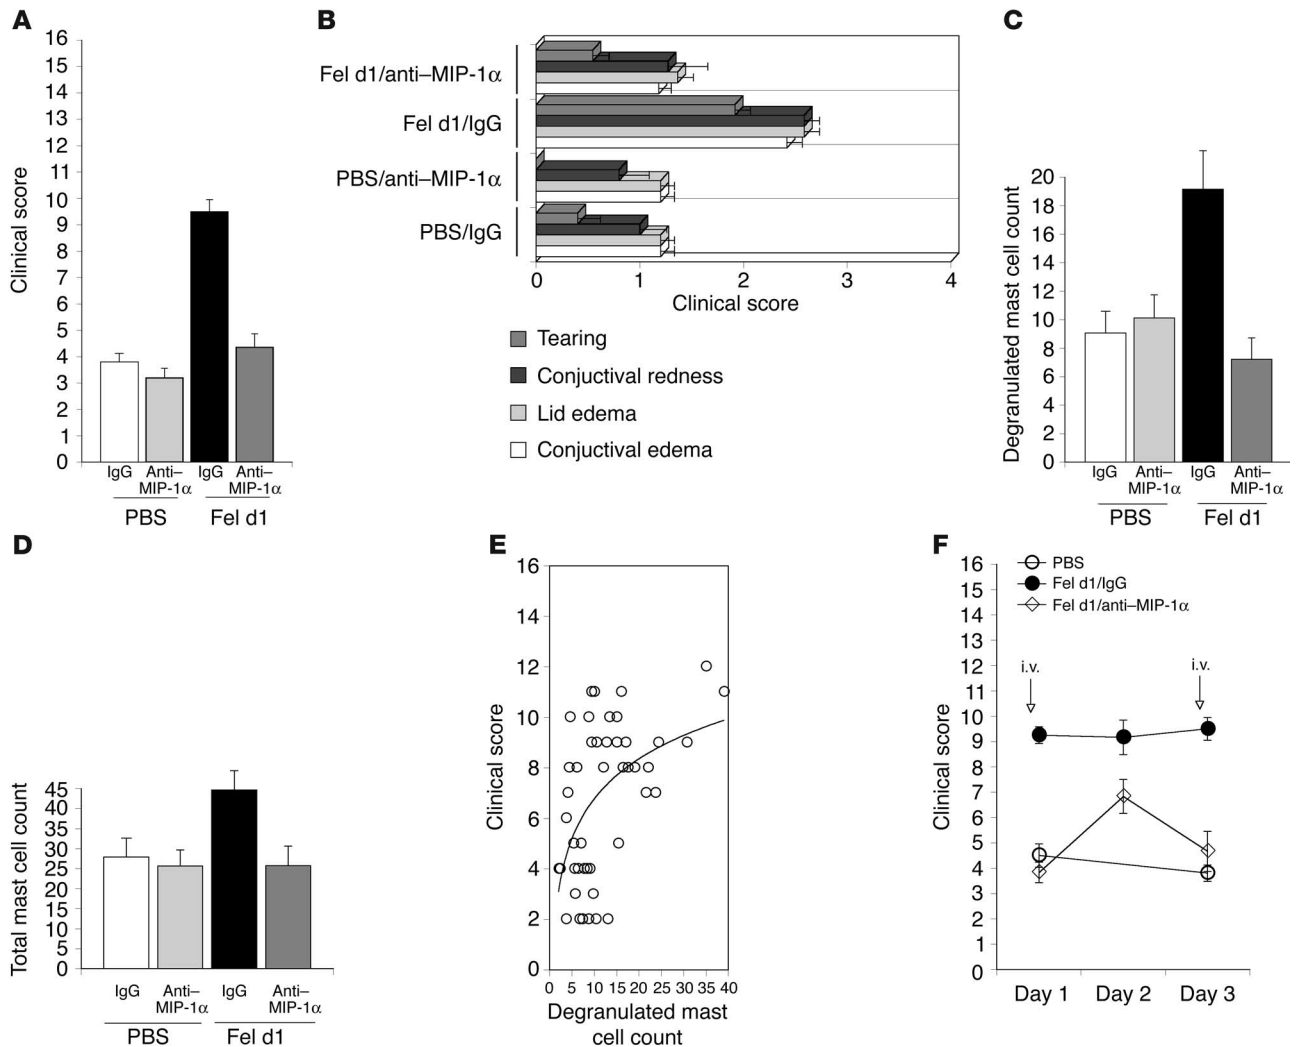 A
Clinical score
16
15
14
13
12
11
10
9
8
7
6
5
4
3
2
1
0
IgG Anti– IgG Anti–
MIP-1α MIP-1α
PBS Fel d1
B
Fel d1/anti–MIP-1α
Fel d1/IgG
PBS/anti–MIP-1α
PBS/IgG
0 1 2 3 4
Clinical score
Tearing
Conjuctival redness
Lid edema
Conjuctival edema
C
Degranulated mast cell count
20
18
16
14
12
10
8
6
4
2
0
IgG Anti– IgG Anti–
MIP-1α MIP-1α
PBS Fel d1
D
Total mast cell count
45
40
35
30
25
20
15
10
5
0
IgG Anti– IgG Anti–
MIP-1α MIP-1α
PBS Fel d1
E
Clinical score
16
14
12
10
8
6
4
2
0
0 5 10 15 20 25 30 35 40
Degranulated mast
cell count
F
PBS
Fel d1/IgG
Fel d1/anti–MIP-1α
Clinical score
16
15
14
13
12
11
10
9
8
7
6
5
4
3
2
1
0
i.v. i.v.
Day 1 Day 2 Day 3